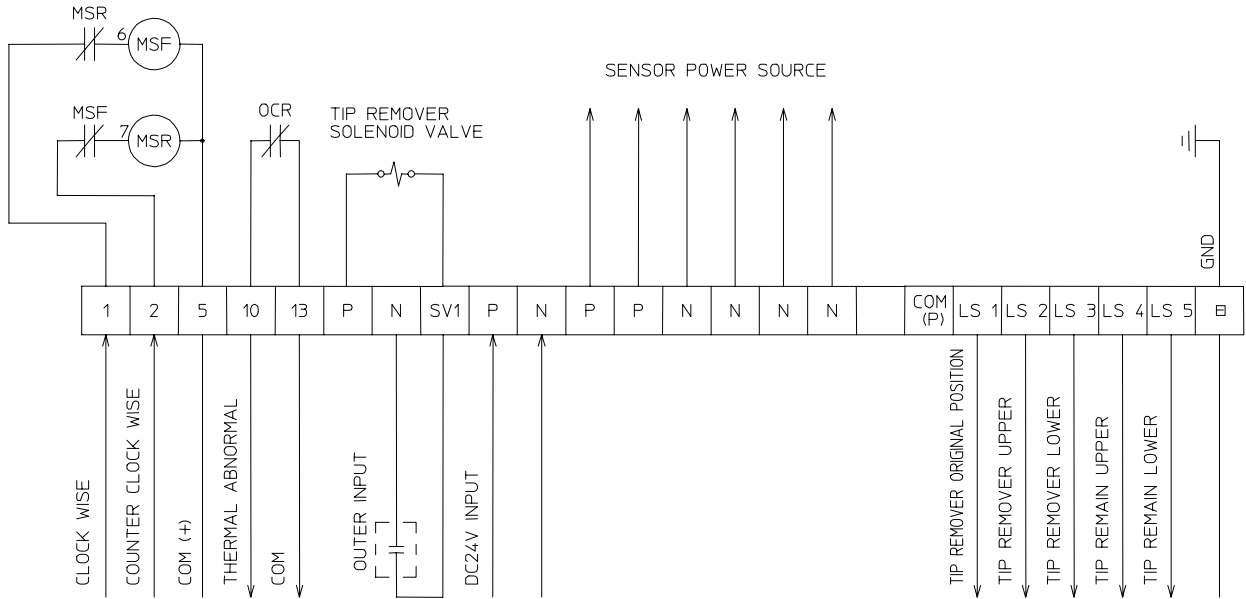 MSR
6
MSF
MSF
7
MSR
OCR
TIP REMOVER
SOLENOID VALVE
SENSOR POWER SOURCE
GND
1
2
5
10
13
P
N
SV1
P
N
P
P
N
N
N
N
COM
(P)
LS 1
LS 2
LS 3
LS 4
LS 5
E
CLOCK WISE
COUNTER CLOCK WISE
COM (+)
THERMAL ABNORMAL
COM
OUTER INPUT
DC24V INPUT
TIP REMOVER ORIGINAL POSITION
TIP REMOVER UPPER
TIP REMOVER LOWER
TIP REMAIN UPPER
TIP REMAIN LOWER